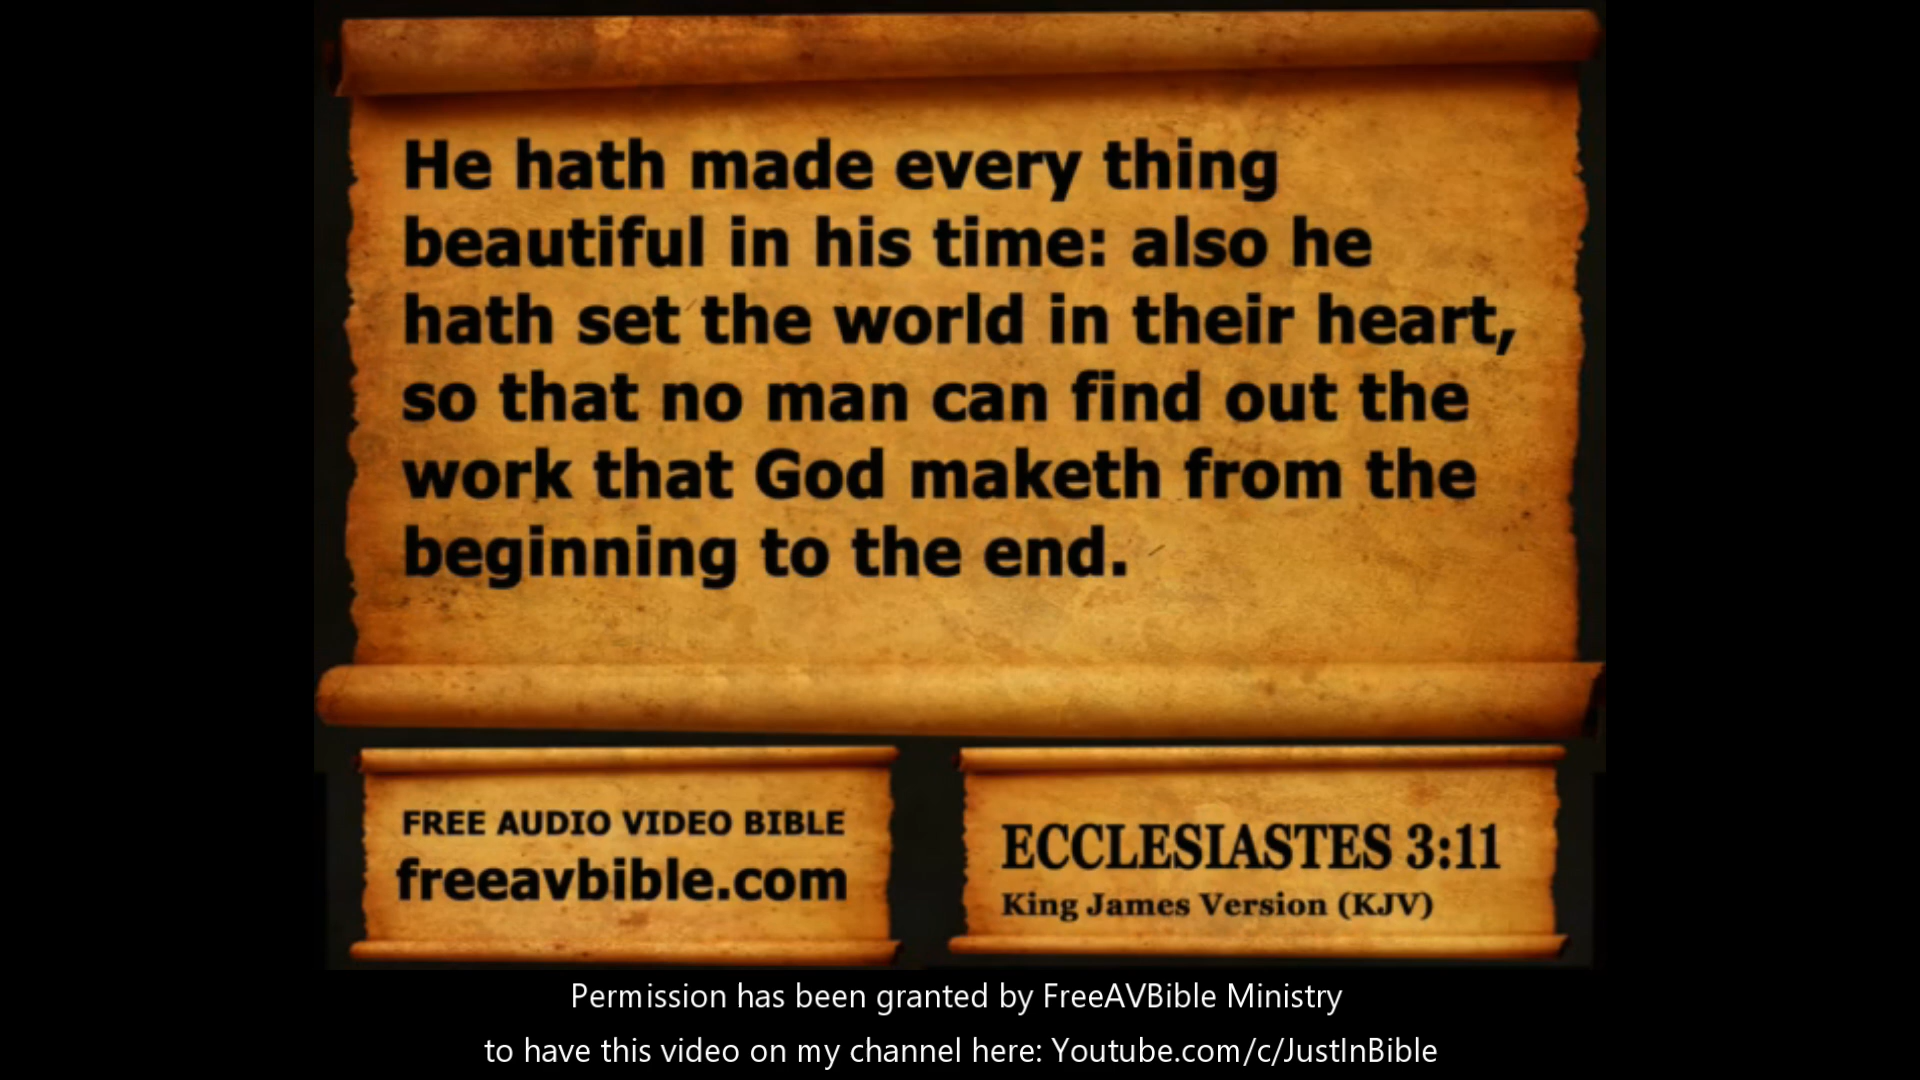 He hath made every thing
beautiful in his time: also he
hath set the world in their heart,
so that no man can find out the
work that God maketh from the
beginning to the end.
FREE AUDIO VIDEO BIBLE
freeavbible.com
ECCLESIASTES 3:11
King James Version (KJV)
Permission has been granted by FreeAVBible Ministry
to have this video on my channel here: Youtube.com/c/JustInBible